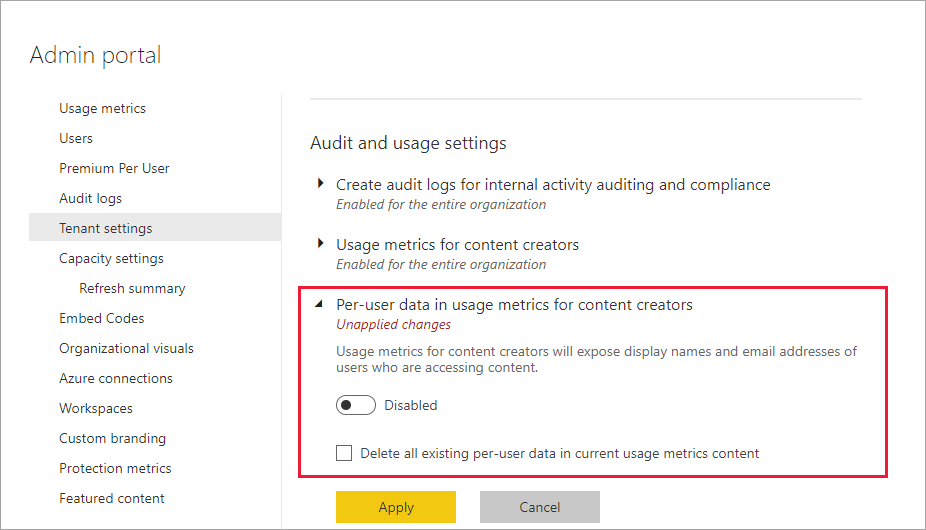 Admin portal
Usage metrics
Users
Premium Per User
Audit logs
Tenant settings
Capacity settings
Refresh summary
Embed Codes
Organizational visuals
Azure connections
Workspaces
Custom branding
Protection metrics
Featured content
Audit and usage settings
Create audit logs for internal activity auditing and compliance
Enabled for the entire organization
Usage metrics for content creators
Enabled for the entire organization
Per-user data in usage metrics for content creators
Unapplied changes
Usage metrics for content creators will expose display names and email addresses of
users who are accessing content.
Disabled
Delete all existing per-user data in current usage metrics content
Apply
Cancel